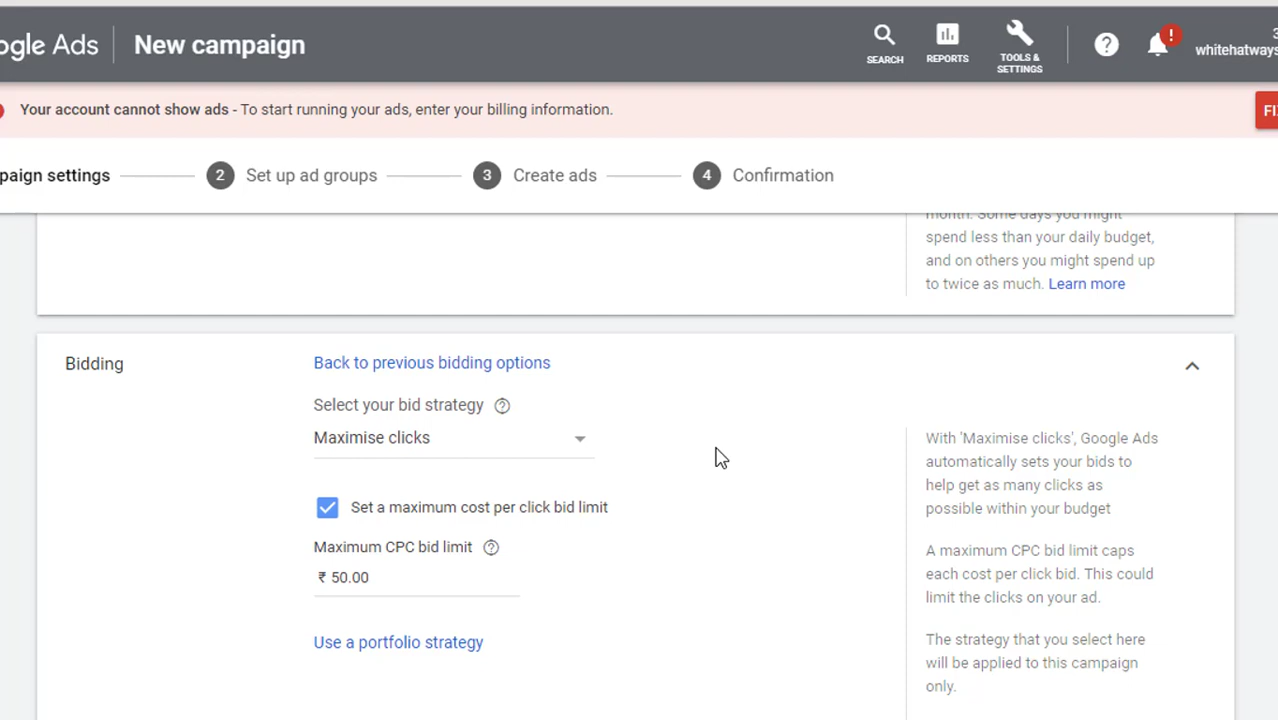 ogle Ads New campaign
SEARCH
REPORTS
TOOLS &
SETTINGS
?
!
3
whitehatways
Your account cannot show ads - To start running your ads, enter your billing information.
FI
paign settings
2 Set up ad groups
3 Create ads
4 Confirmation
month. Some days you might
spend less than your daily budget,
and on others you might spend up
to twice as much. Learn more
Bidding
Back to previous bidding options
Select your bid strategy ?
Maximise clicks
Set a maximum cost per click bid limit
Maximum CPC bid limit ?
₹ 50.00
Use a portfolio strategy
With 'Maximise clicks', Google Ads
automatically sets your bids to
help get as many clicks as
possible within your budget
A maximum CPC bid limit caps
each cost per click bid. This could
limit the clicks on your ad.
The strategy that you select here
will be applied to this campaign
only.